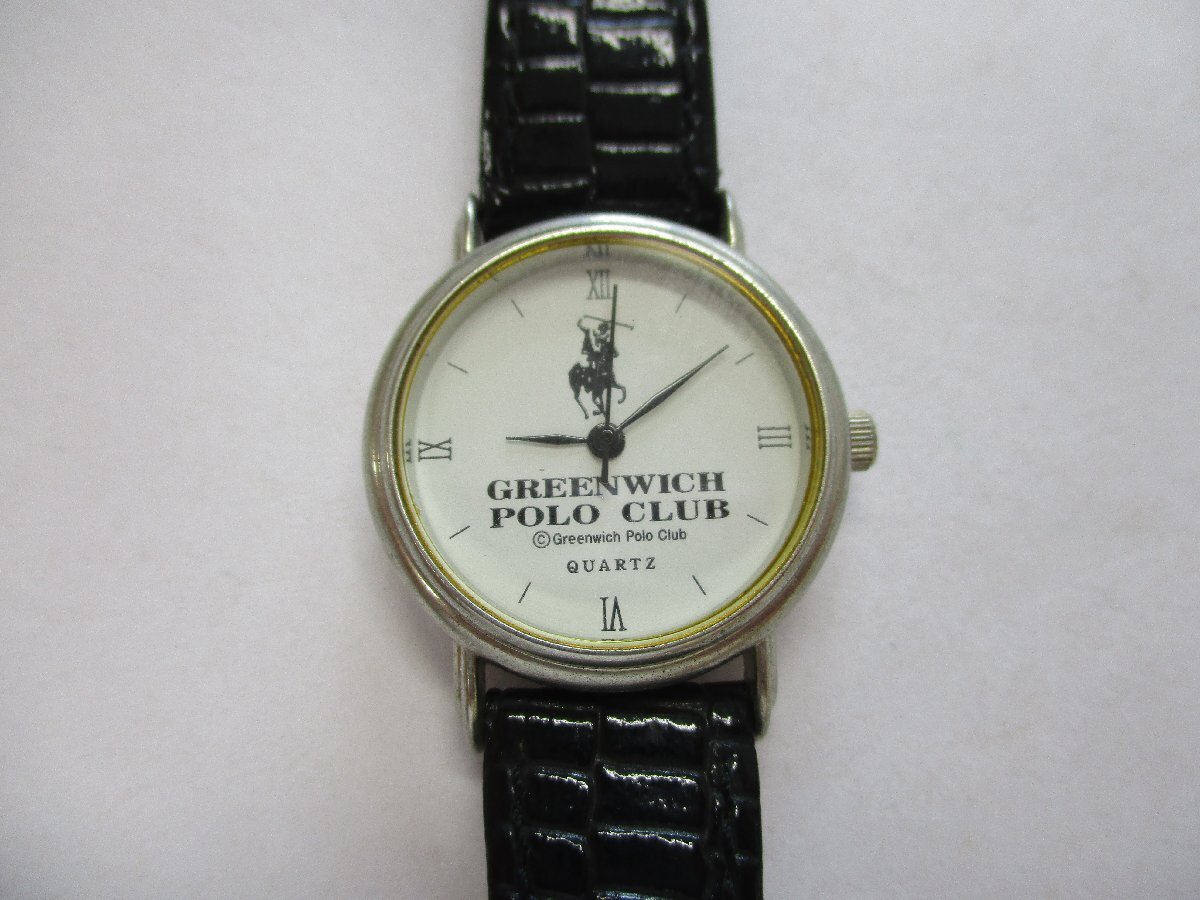 XII
IX
III
GREENWICH
POLO CLUB
©Greenwich Polo Club
QUARTZ
VI